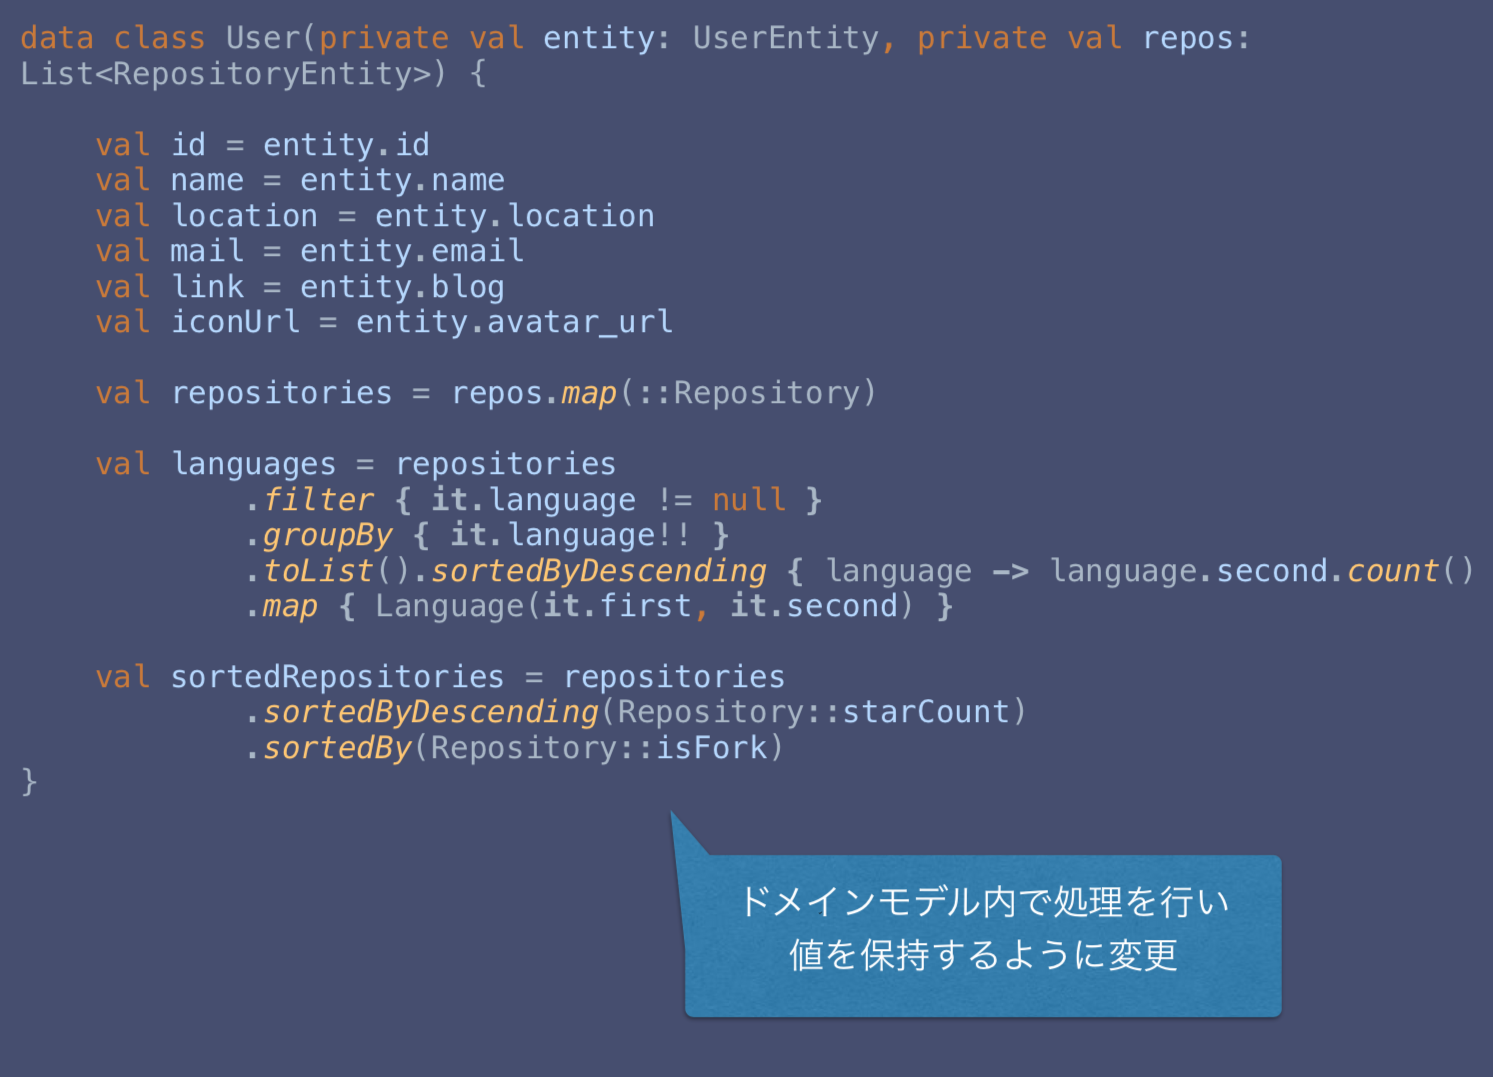 data class User(private val entity: UserEntity, private val repos:
List<RepositoryEntity>) {
val id = entity.id
val name = entity.name
val location = entity.location
val mail = entity.email
val link = entity.blog
val iconUrl = entity.avatar_url
val repositories = repos.map(::Repository)
val languages = repositories
.filter { it.language != null }
.groupBy { it.language!! }
.toList().sortedByDescending { language -> language.second.count()
.map { Language(it.first, it.second) }
val sortedRepositories = repositories
.sortedByDescending(Repository::starCount)
.sortedBy(Repository::isFork)
}
ドメインモデル内で処理を行い
値を保持するように変更